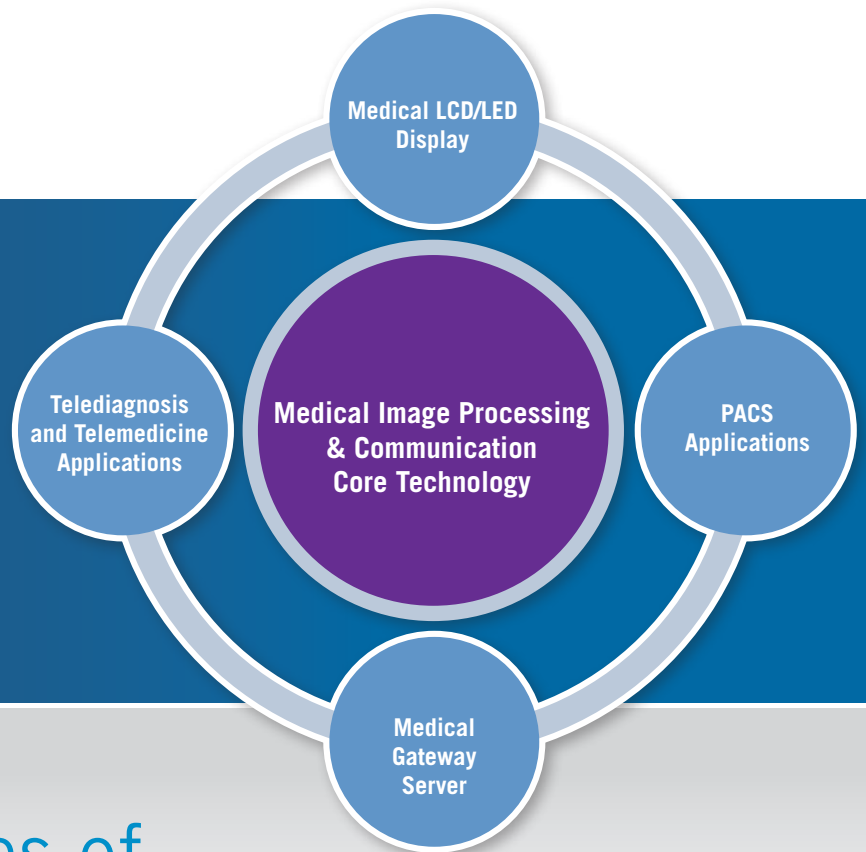 Medical LCD/LED
Display
Telediagnosis
and Telemedicine
Applications
Medical Image Processing
& Communication
Core Technology
PACS
Applications
Medical
Gateway
Server
of